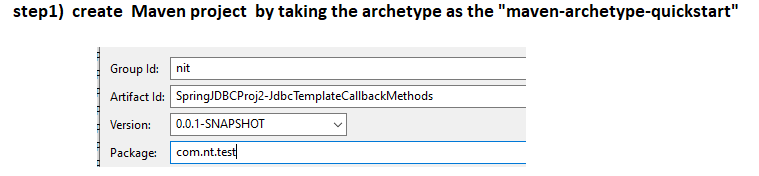 step1) create Maven project by taking the archetype as the "maven-archetype-quickstart"
Group Id: nit
Artifact Id: SpringJDBCProj2-JdbcTemplateCallbackMethods
Version: 0.0.1-SNAPSHOT
Package: com.nt.test